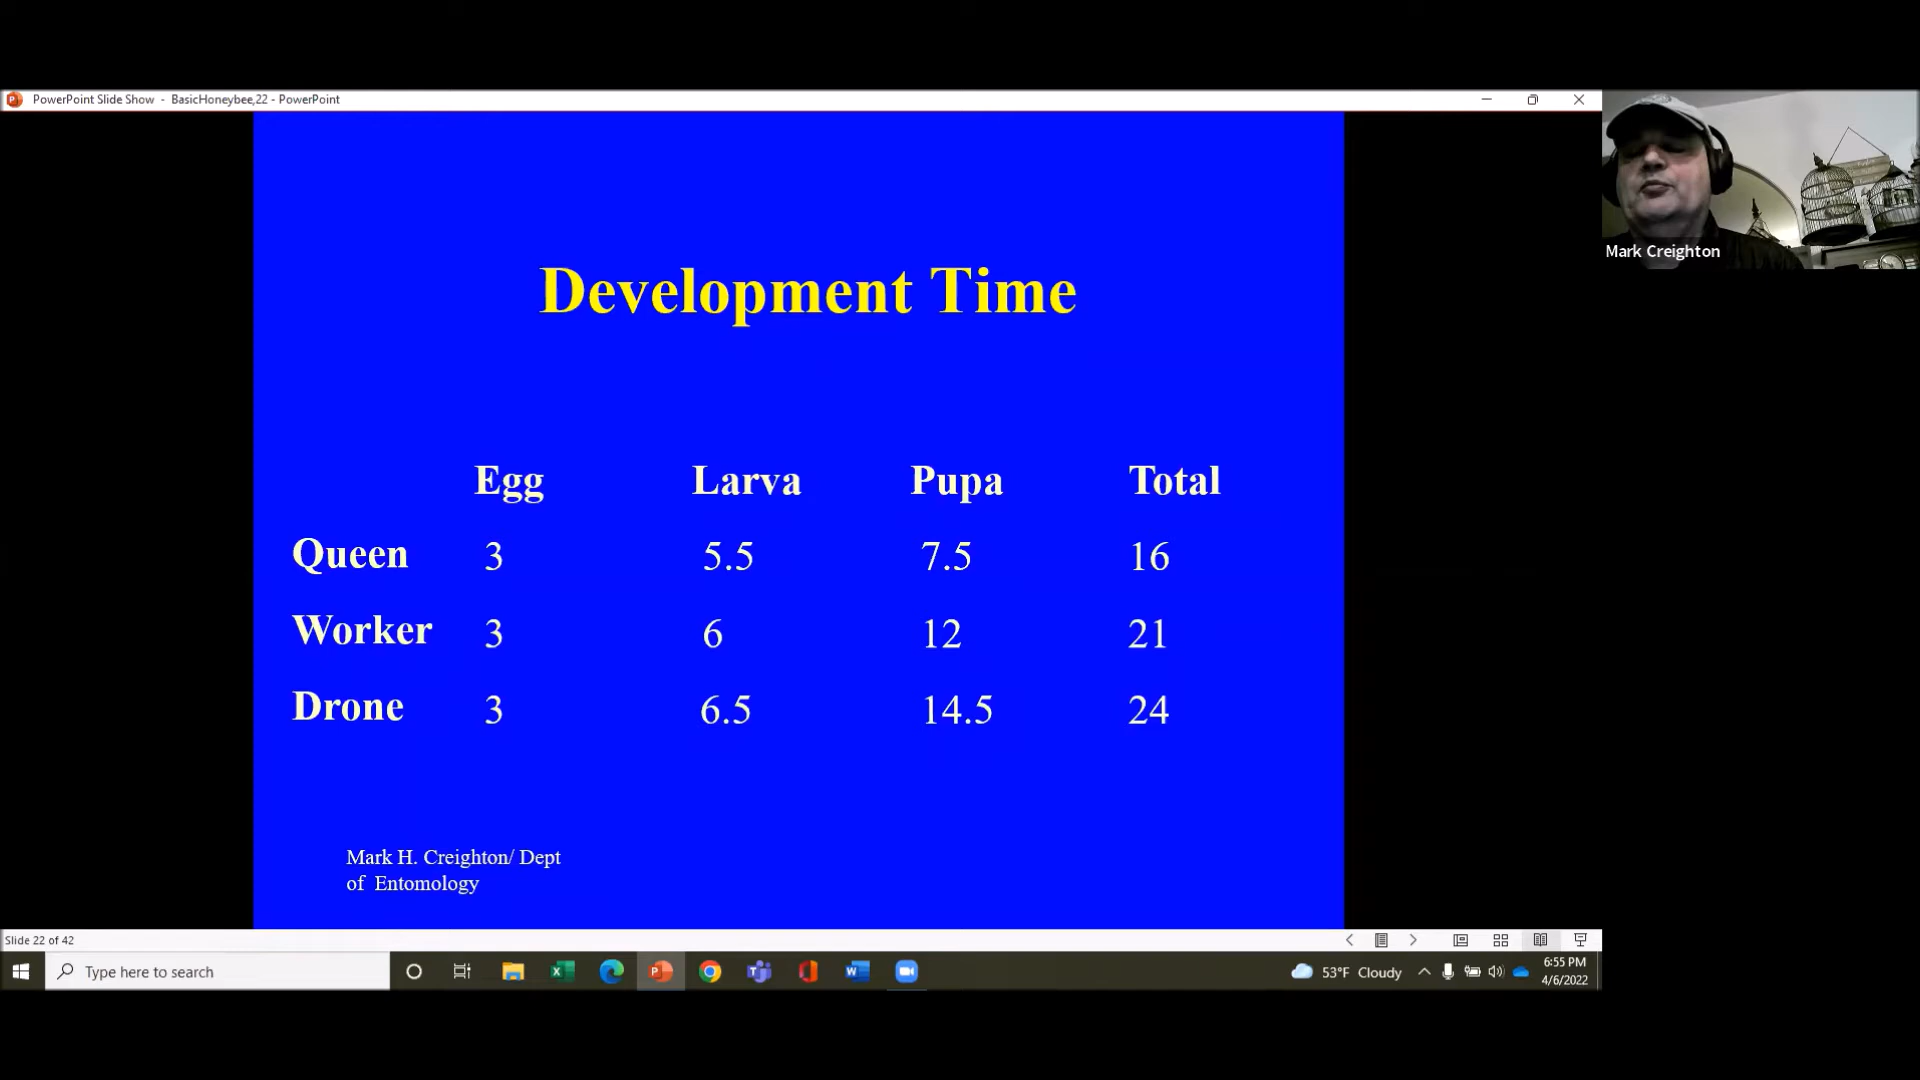 PowerPoint Slide Show - BasicHoneybee,22 - PowerPoint
Mark Creighton
Development Time
Egg Larva Pupa Total
Queen 3 5.5 7.5 16
Worker 3 6 12 21
Drone 3 6.5 14.5 24
Mark H. Creighton/ Dept
of Entomology
Slide 22 of 42
Type here to search
53°F Cloudy
6:55 PM
4/6/2022